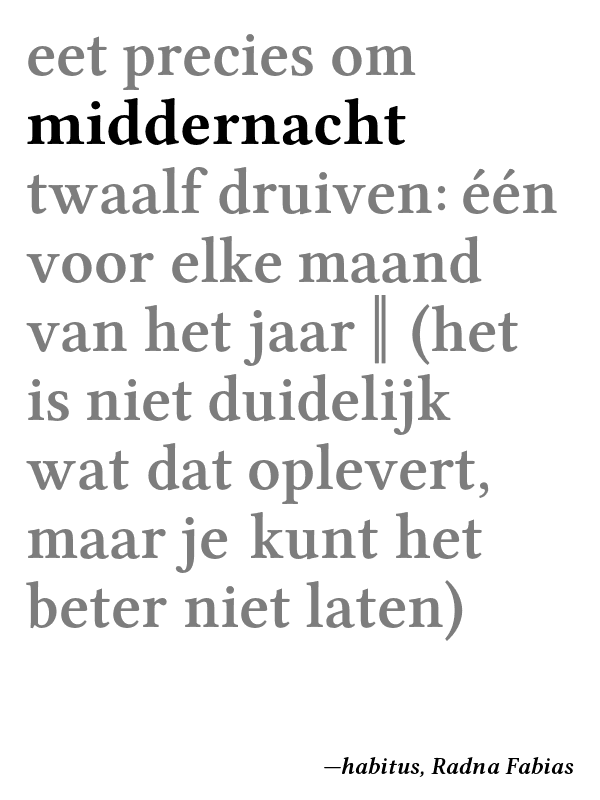 eet precies om
middernacht
twaalf druiven: één
voor elke maand
van het jaar ‖ (het
is niet duidelijk
wat dat oplevert,
maar je kunt het
beter niet laten)
—habitus, Radna Fabias